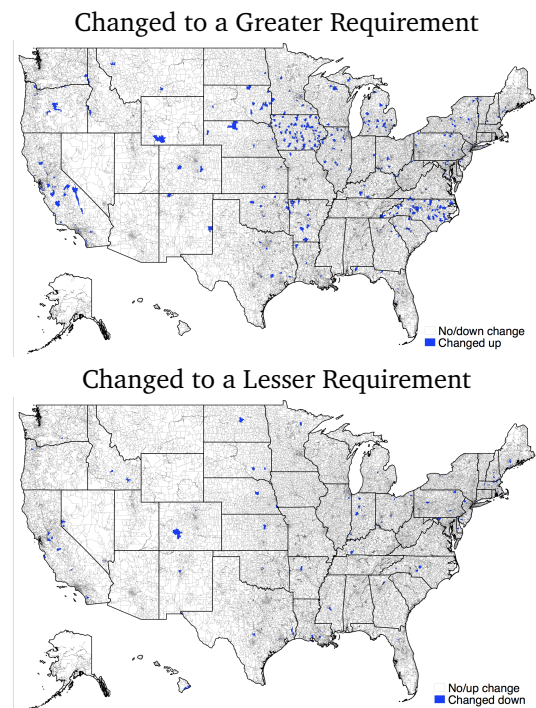 Changed to a Greater Requirement
No/down change
Changed up
Changed to a Lesser Requirement
No/up change
Changed down